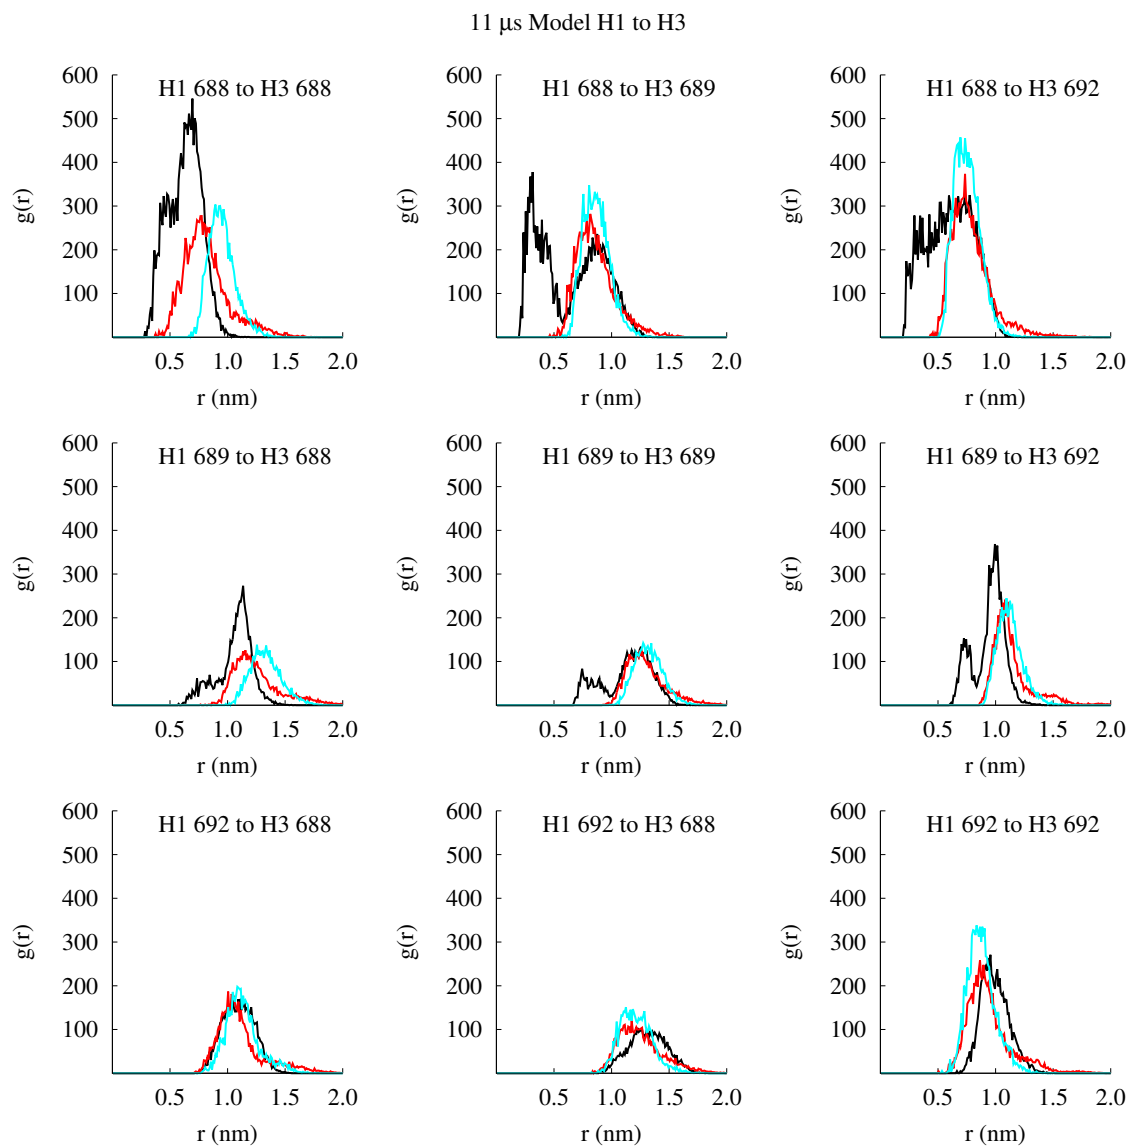 11 μs Model H1 to H3
H1 688 to H3 688
600
500
400
300
200
100
g(r)
0.5 1.0 1.5 2.0
r (nm)
H1 688 to H3 689
600
500
400
300
200
100
g(r)
0.5 1.0 1.5 2.0
r (nm)
H1 688 to H3 692
600
500
400
300
200
100
g(r)
0.5 1.0 1.5 2.0
r (nm)
H1 689 to H3 688
600
500
400
300
200
100
g(r)
0.5 1.0 1.5 2.0
r (nm)
H1 689 to H3 689
600
500
400
300
200
100
g(r)
0.5 1.0 1.5 2.0
r (nm)
H1 689 to H3 692
600
500
400
300
200
100
g(r)
0.5 1.0 1.5 2.0
r (nm)
H1 692 to H3 688
600
500
400
300
200
100
g(r)
0.5 1.0 1.5 2.0
r (nm)
H1 692 to H3 688
600
500
400
300
200
100
g(r)
0.5 1.0 1.5 2.0
r (nm)
H1 692 to H3 692
600
500
400
300
200
100
g(r)
0.5 1.0 1.5 2.0
r (nm)